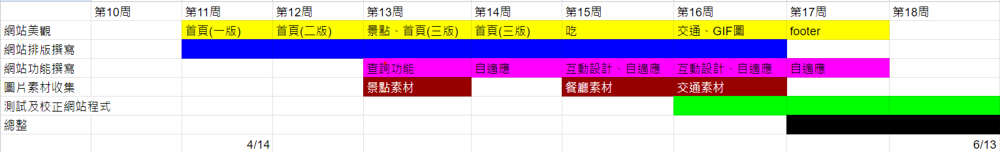 第10周 第11周 第12周 第13周 第14周 第15周 第16周 第17周 第18周
網站美觀 首頁(一版) 首頁(二版) 景點、首頁(三版) 首頁(三版) 吃 交通、GIF圖 footer
網站排版撰寫
網站功能撰寫 查詢功能 自適應 互動設計、自適應 互動設計、自適應 自適應
圖片素材收集 景點素材 餐廳素材 交通素材
測試及校正網站程式
總整
4/14 6/13